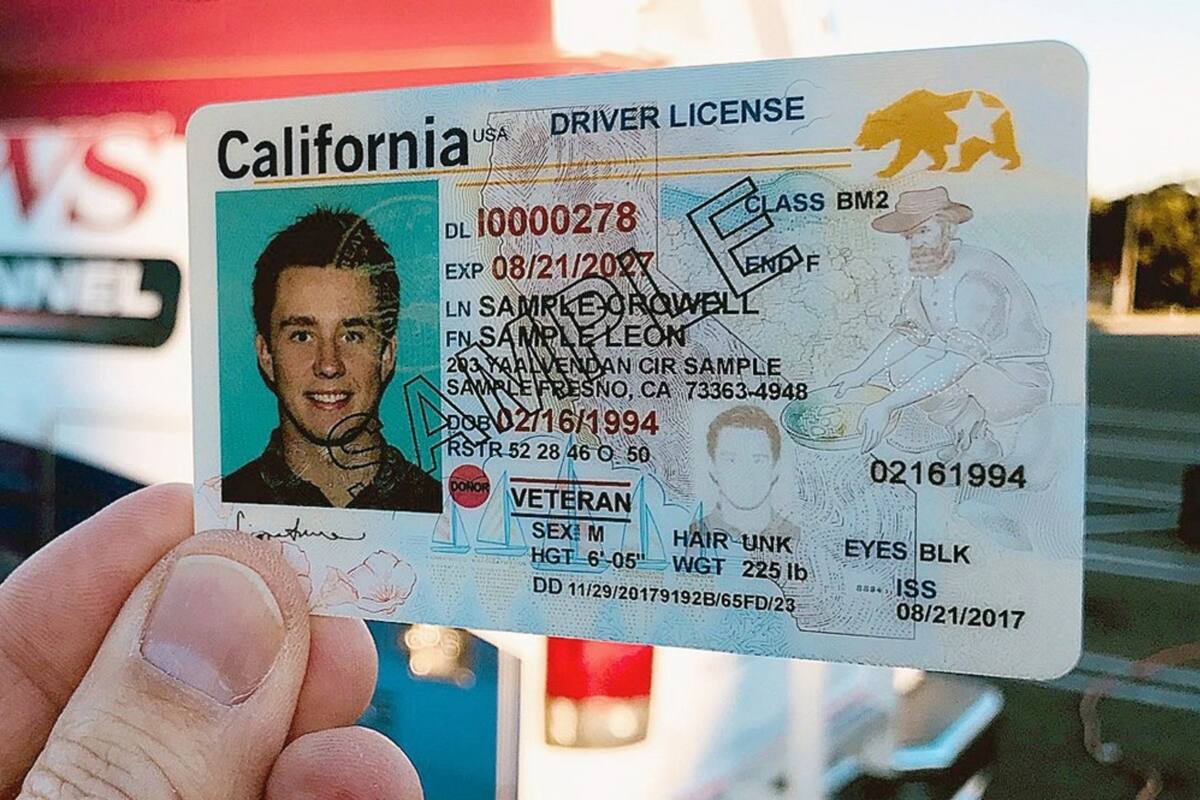 California USA DRIVER LICENSE
DL I0000278
CLASS BM2
EXP 08/21/2027
END F
LN SAMPLE-CROWELL
FN SAMPLE LEON
203 YAALVENDAN CIR SAMPLE
SAMPLE FRESNO, CA 73363-4948
DOB 02/16/1994
RSTR 52 28 46 O 50
02161994
DONOR
VETERAN
SEX M
HAIR UNK
EYES BLK
HGT 6'-05"
WGT 225 lb
DD 11/29/20179192B/65FD/23
ISS
08/21/2017
SAMPLE
Signature
WS
NNEL